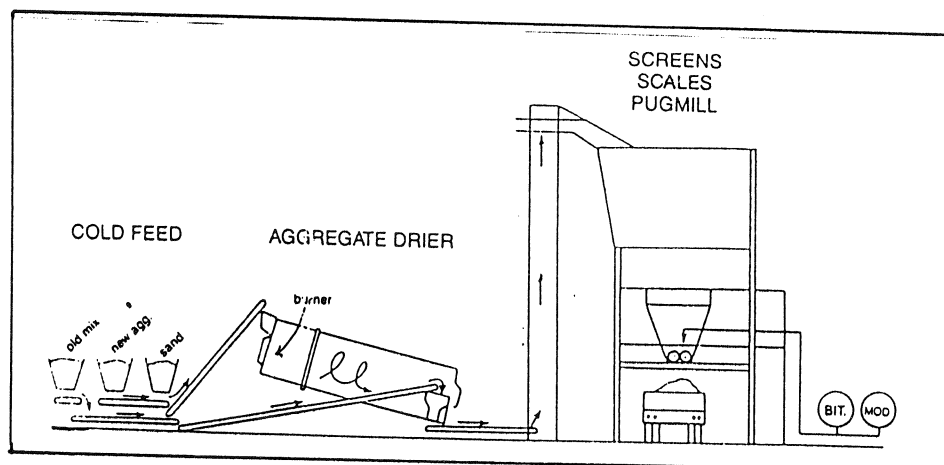 SCREENS
SCALES
PUGMILL
COLD FEED
AGGREGATE DRIER
burner
old mix
new agg.
sand
BIT.
MOD